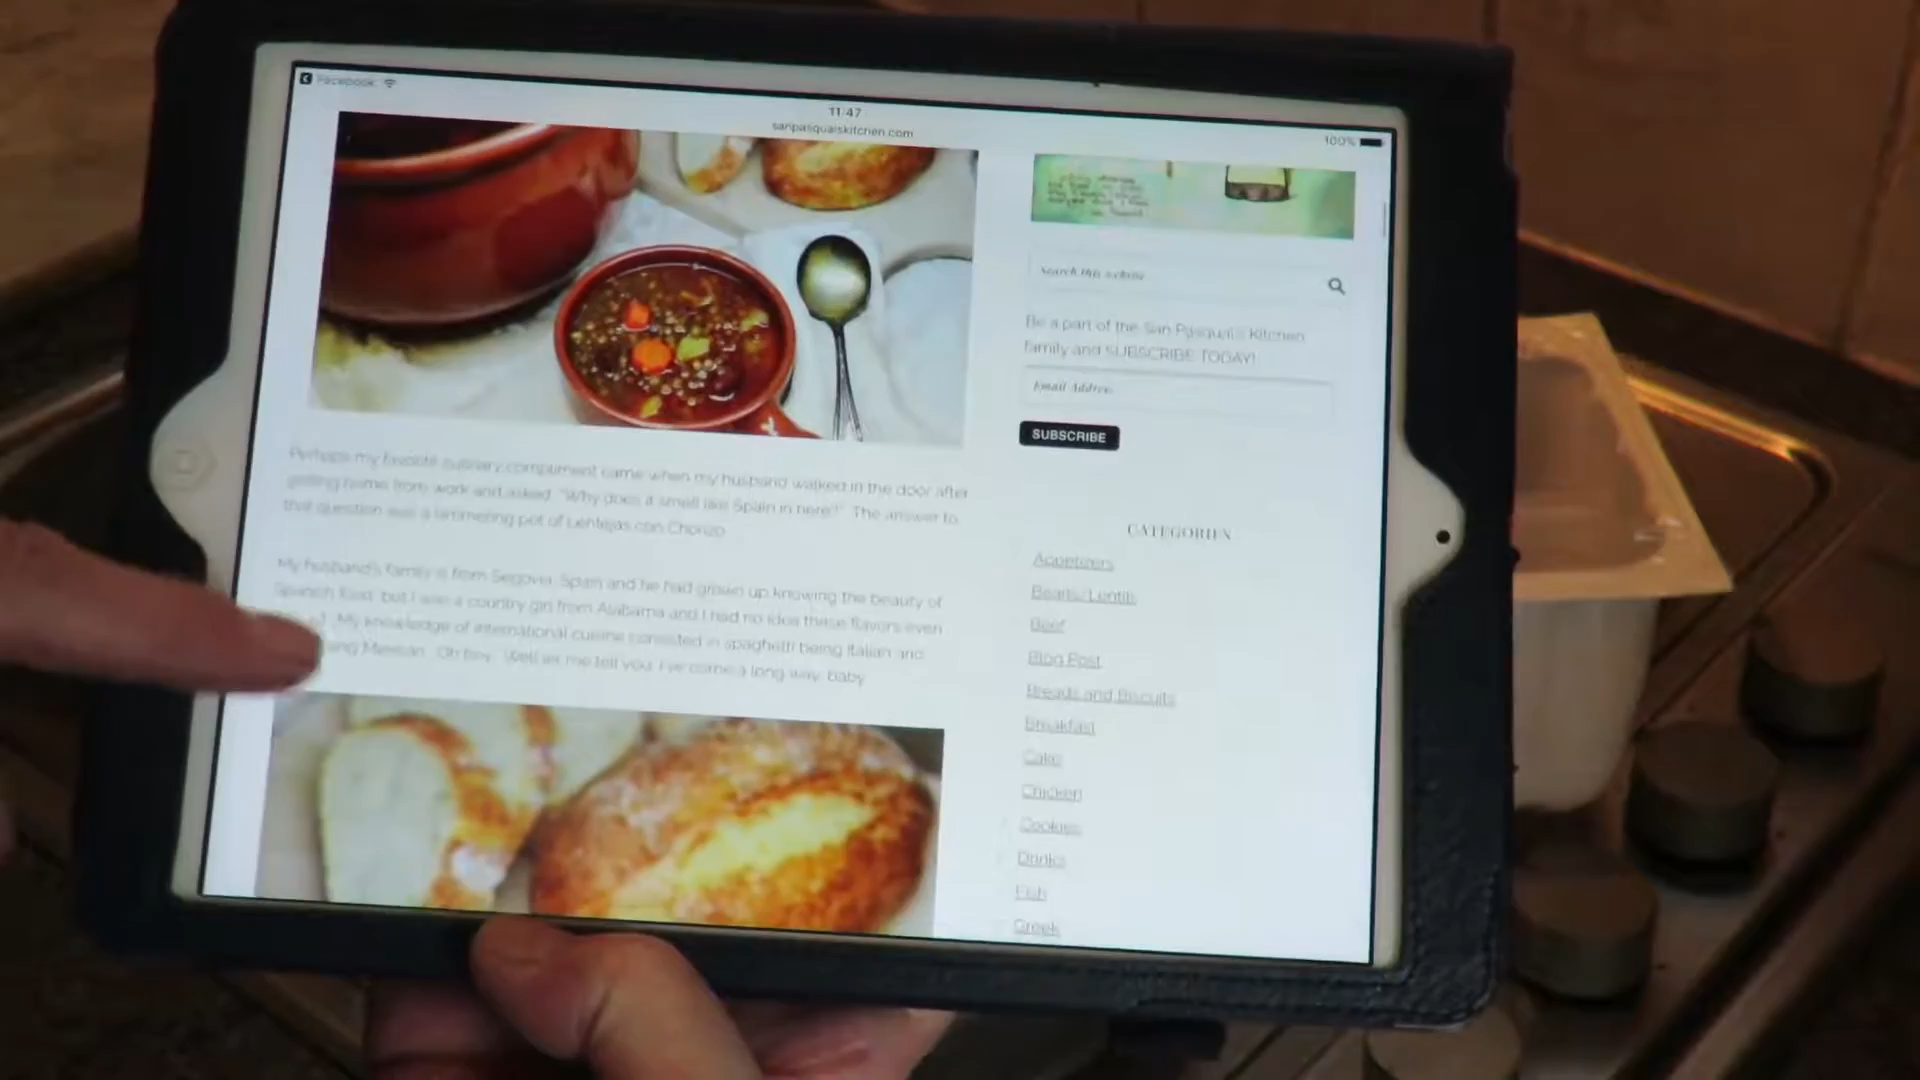 Facebook
11:47
sanpasqualskitchen.com
100%
Search this website
Be a part of the San Pasqual's Kitchen
family and SUBSCRIBE TODAY!
Email Address
SUBSCRIBE
Perhaps my favorite culinary compliment came when my husband walked in the door after
getting home from work and asked, "Why does it smell like Spain in here?" The answer to
that question was a simmering pot of Lentejas con Chorizo
My husband's family is from Segovia, Spain and he had grown up knowing the beauty of
Spanish food, but I was a country girl from Alabama and I had no idea these flavors even
My knowledge of international cuisine consisted in spaghetti being Italian and
being Mexican. Oh boy. Well let me tell you, I've come a long way, baby
CATEGORIES
Appetizers
Beans/Lentils
Beef
Blog Post
Breads and Biscuits
Breakfast
Cake
Chicken
Cookies
Drinks
Fish
Greek